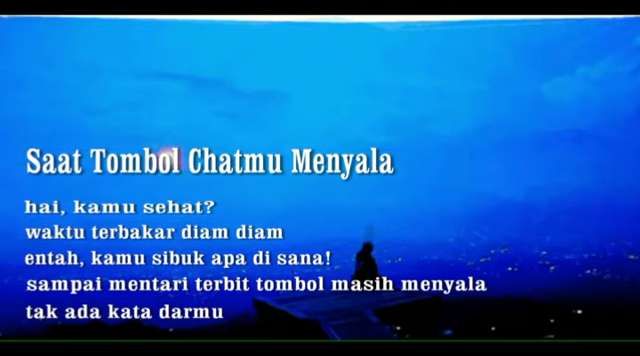 Saat Tombol Chatmu Menyala
hai, kamu sehat?
waktu terbakar diam diam
entah, kamu sibuk apa di sana!
sampai mentari terbit tombol masih menyala
tak ada kata darmu